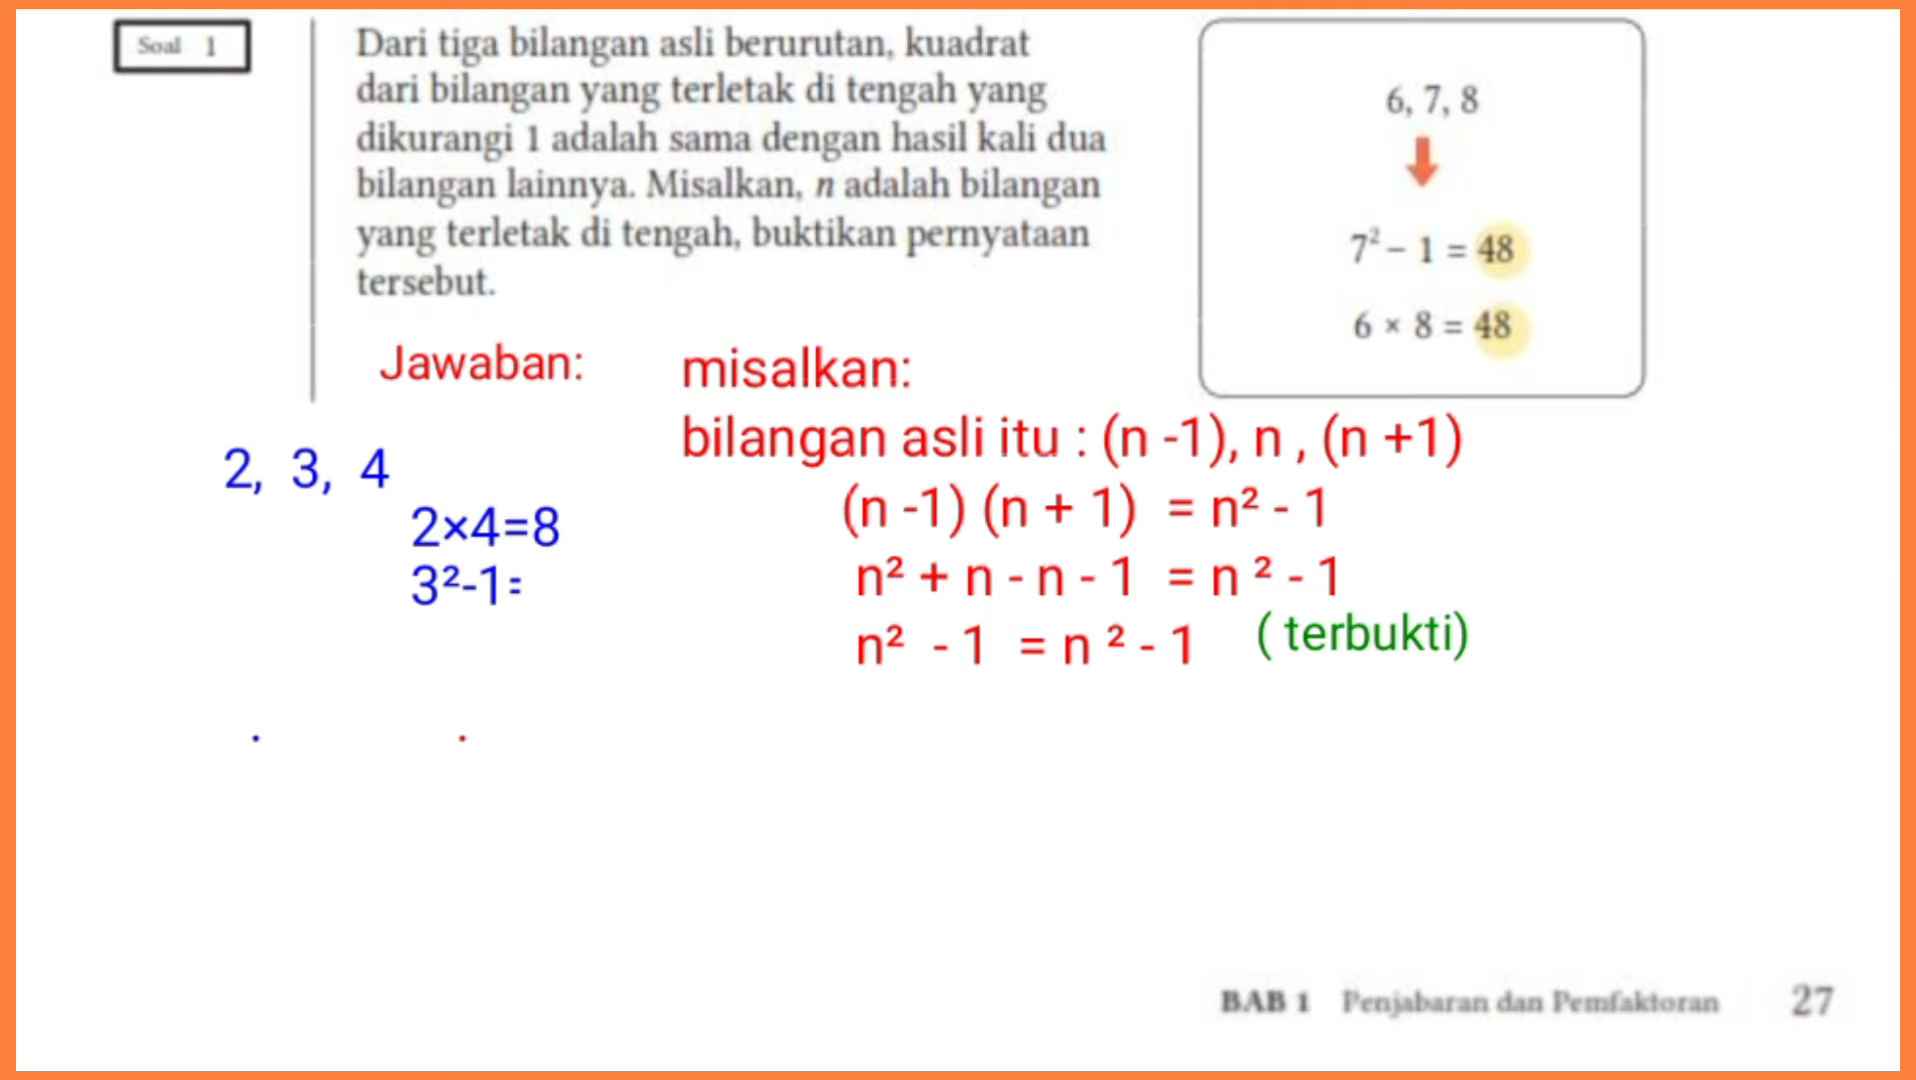 Soal 1
Dari tiga bilangan asli berurutan, kuadrat
dari bilangan yang terletak di tengah yang
dikurangi 1 adalah sama dengan hasil kali dua
bilangan lainnya. Misalkan, n adalah bilangan
yang terletak di tengah, buktikan pernyataan
tersebut.
6, 7, 8
7² – 1 = 48
6 × 8 = 48
Jawaban:
misalkan:
bilangan asli itu : (n -1), n , (n +1)
(n -1) (n + 1) = n² - 1
n² + n - n - 1 = n ² - 1
n² - 1 = n ² - 1 ( terbukti)
2, 3, 4
2×4=8
3²-1=
BAB 1 Penjabaran dan Pemfaktoran 27